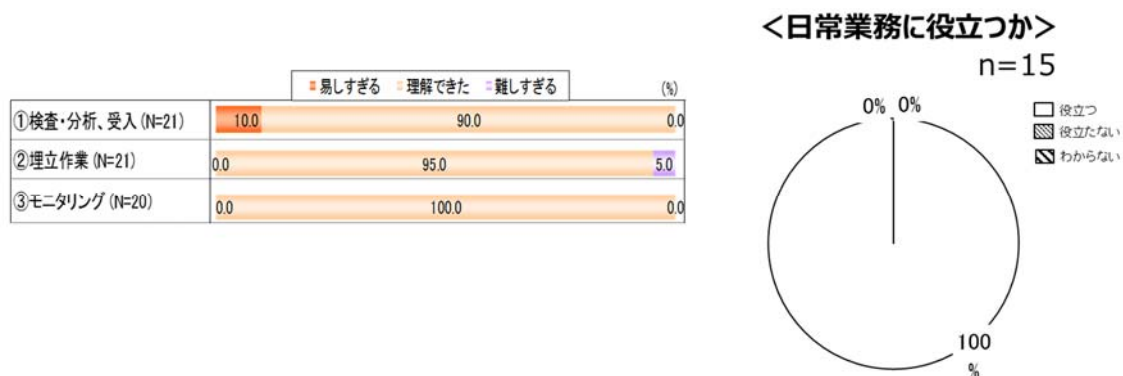 易しすぎる 理解できた 難しすぎる
(%)
①検査・分析、受入(N=21) 10.0 90.0 0.0
②埋立作業(N=21) 0.0 95.0 5.0
③モニタリング(N=20) 0.0 100.0 0.0
＜日常業務に役立つか＞
n=15
0% 0%
役立つ
役立たない
わからない
100
%